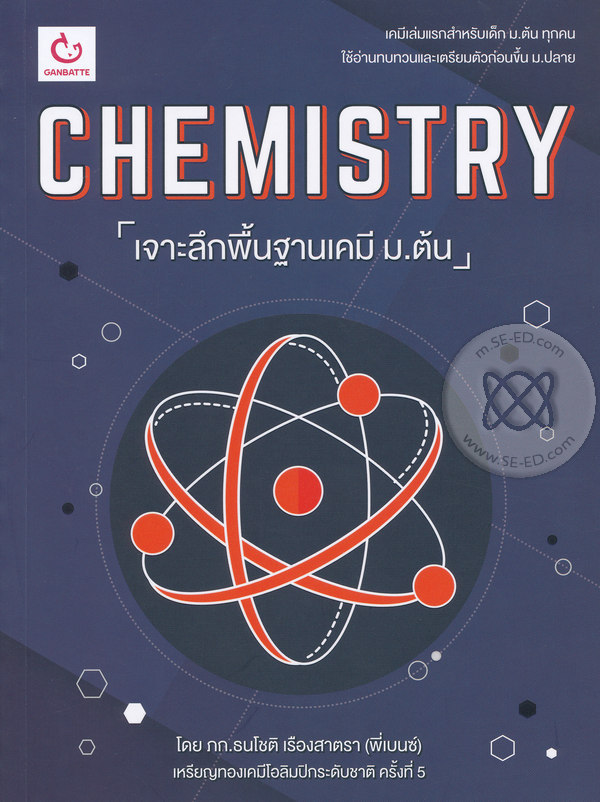 GANBATTE
เคมีเล่มแรกสำหรับเด็ก ม.ต้น ทุกคน
ใช้อ่านทบทวนและเตรียมตัวก่อนขึ้น ม.ปลาย
CHEMISTRY
「เจาะลึกพื้นฐานเคมี ม.ต้น」
m.SE-ED.com
www.SE-ED.com
โดย ภก.ธนโชติ เรืองสาตรา (พี่เบนซ์)
เหรียญทองเคมีโอลิมปิกระดับชาติ ครั้งที่ 5